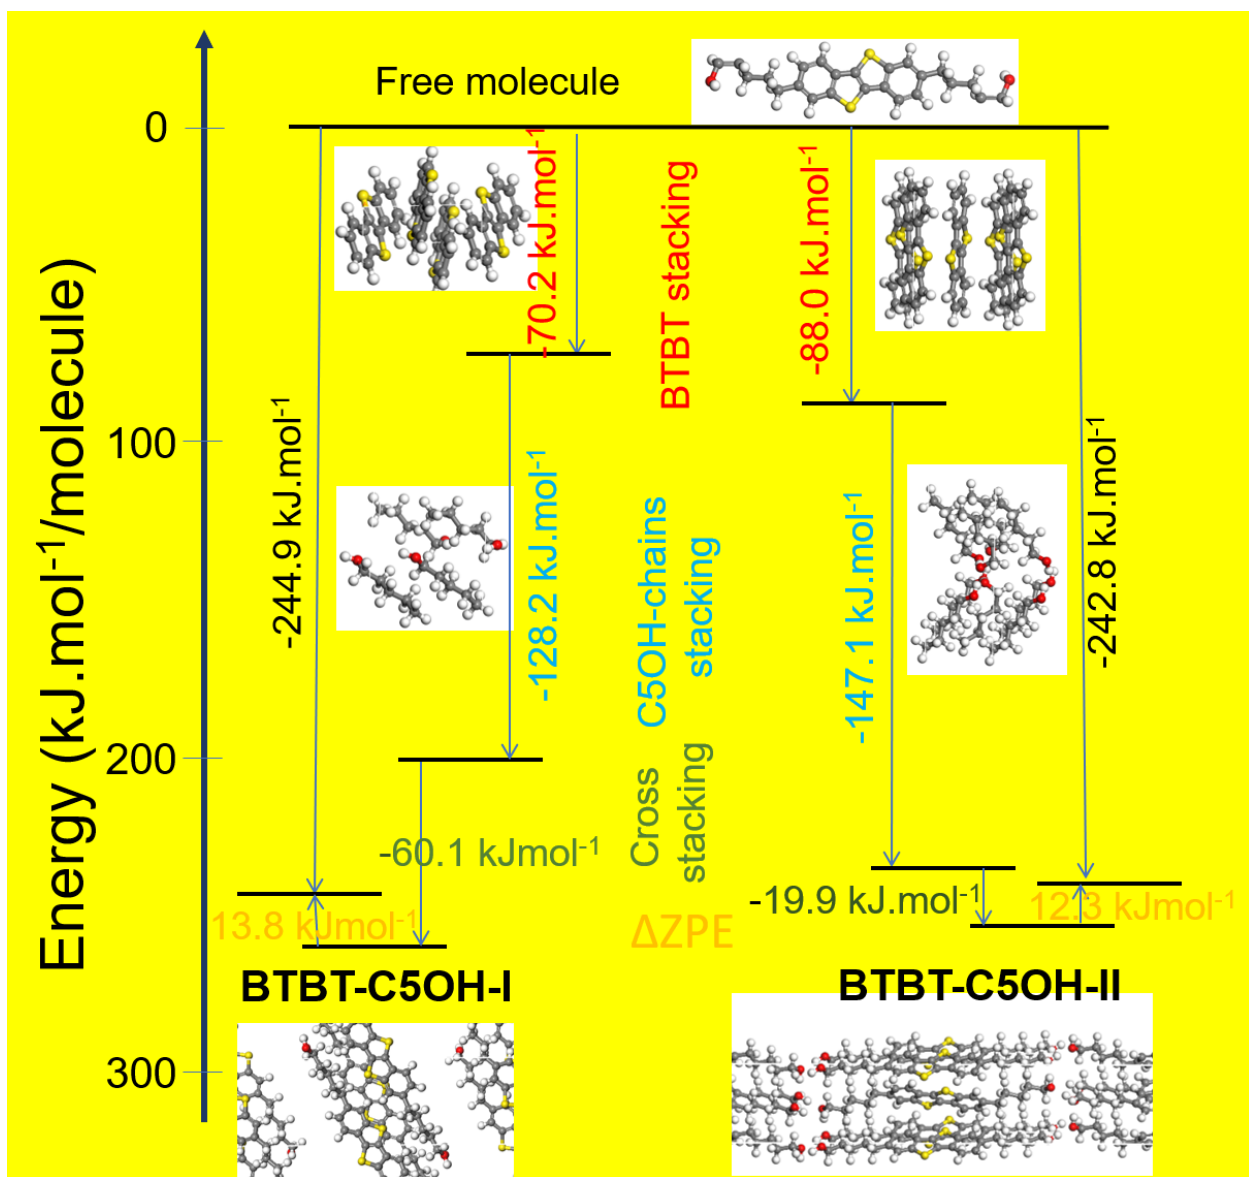 Free molecule
0
100
200
300
Energy (kJ.mol⁻¹/molecule)
-244.9 kJ.mol⁻¹
-70.2 kJ.mol⁻¹
-128.2 kJ.mol⁻¹
-60.1 kJmol⁻¹
13.8 kJmol⁻¹
BTBT stacking
C5OH-chains
stacking
Cross
stacking
ΔZPE
-88.0 kJ.mol⁻¹
-147.1 kJ.mol⁻¹
-19.9 kJ.mol⁻¹
-242.8 kJ.mol⁻¹
12.3 kJmol⁻¹
BTBT-C5OH-I
BTBT-C5OH-II